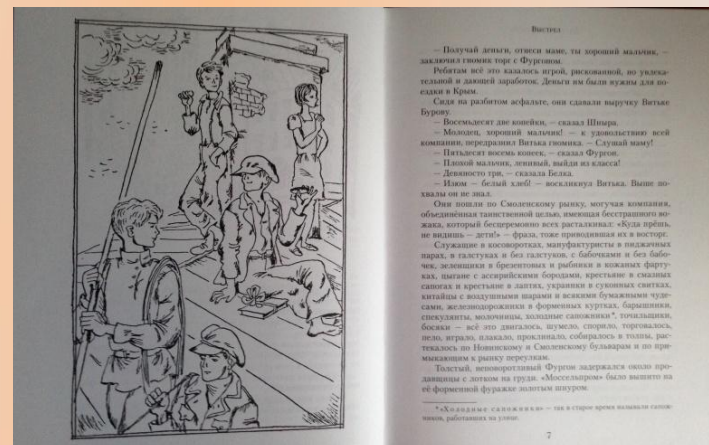 Выстрел
— Получай деньги, отнеси маме, ты хороший мальчик, —
заключил гномик торг с Фургоном.
Ребятам всё это казалось игрой, рискованной, но увлека-
тельной и дающей заработок. Деньги им были нужны для по-
ездки в Крым.
Сидя на разбитом асфальте, они сдавали выручку Витьке
Бурову.
— Восемьдесят две копейки, — сказал Шныра.
— Молодец, хороший мальчик! — к удовольствию всей
компании, передразнил Витька гномика. — Слушай маму!
— Пятьдесят восемь копеек, — сказал Фургон.
— Плохой мальчик, ленивый, выйди из класса!
— Девяносто три, — сказала Белка.
— Изюм — белый хлеб! — воскликнул Витька. Выше по-
хвалы он не знал.
Они пошли по Смоленскому рынку, могучая компания,
объединённая таинственной целью, имеющая бесстрашного во-
жака, который бесцеремонно всех расталкивал: «Куда прёшь,
не видишь — дети!» — фраза, тоже приводившая их в восторг.
Служащие в косоворотках, мануфактуристы в пиджачных
парах, в галстуках и без галстуков, с бабочками и без бабо-
чек, зеленщики в брезентовых и рыбники в кожаных фарту-
ках, цыгане с ассирийскими бородами, крестьяне в смазных
сапогах и крестьяне в лаптях, украинки в суконных свитках,
китайцы с воздушными шарами и всякими бумажными чуде-
сами, железнодорожники в форменных куртках, барышники,
спекулянты, молочницы, холодные сапожники*, точильщики,
босяки — всё это двигалось, шумело, спорило, торговалось,
пело, играло, плакало, проклинало, собиралось в толпы, рас-
текалось по Новинскому и Смоленскому бульварам и по при-
мыкающим к рынку переулкам.
Толстый, неповоротливый Фургон задержался около про-
давщицы с лотком на груди. «Моссельпром» было вышито на
её форменной фуражке золотым шнуром.
* «Холодные сапожники» — так в старое время называли сапож-
ников, работавших на улице.
7